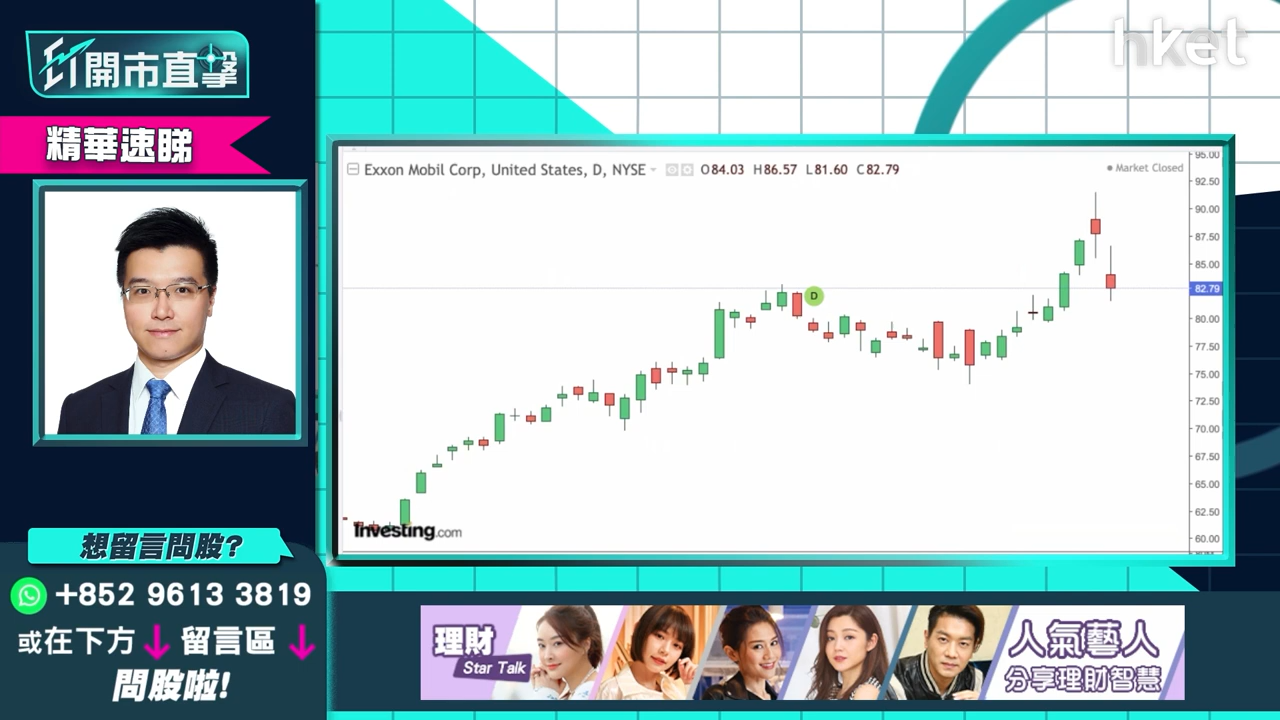 hket
ET開市直擊
精華速睇
Exxon Mobil Corp, United States, D, NYSE O84.03 H86.57 L81.60 C82.79
Market Closed
95.00
92.50
90.00
87.50
85.00
82.79
80.00
77.50
75.00
72.50
70.00
67.50
65.00
62.50
60.00
D
Investing.com
想留言問股?
+852 9613 3819
或在下方 留言區
問股啦!
理財
Star Talk
人氣藝人
分享理財智慧